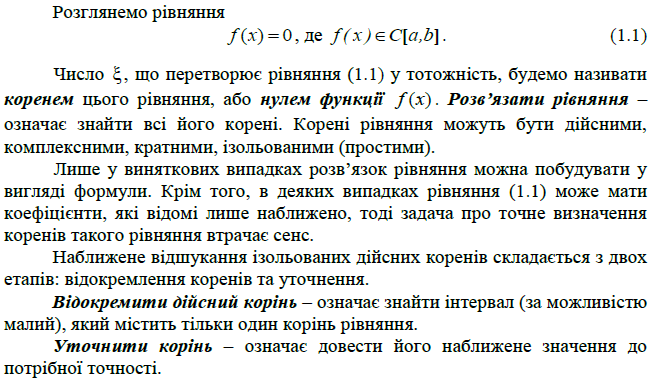 Розглянемо рівняння
f(x) = 0, де f(x) ∈ C[a,b]. (1.1)
Число ξ, що перетворює рівняння (1.1) у тотожність, будемо називати
коренем цього рівняння, або нулем функції f(x). Розв’язати рівняння –
означає знайти всі його корені. Корені рівняння можуть бути дійсними,
комплексними, кратними, ізольованими (простими).
Лише у виняткових випадках розв’язок рівняння можна побудувати у
вигляді формули. Крім того, в деяких випадках рівняння (1.1) може мати
коефіцієнти, які відомі лише наближено, тоді задача про точне визначення
коренів такого рівняння втрачає сенс.
Наближене відшукання ізольованих дійсних коренів складається з двох
етапів: відокремлення коренів та уточнення.
Відокремити дійсний корінь – означає знайти інтервал (за можливістю
малий), який містить тільки один корінь рівняння.
Уточнити корінь – означає довести його наближене значення до
потрібної точності.